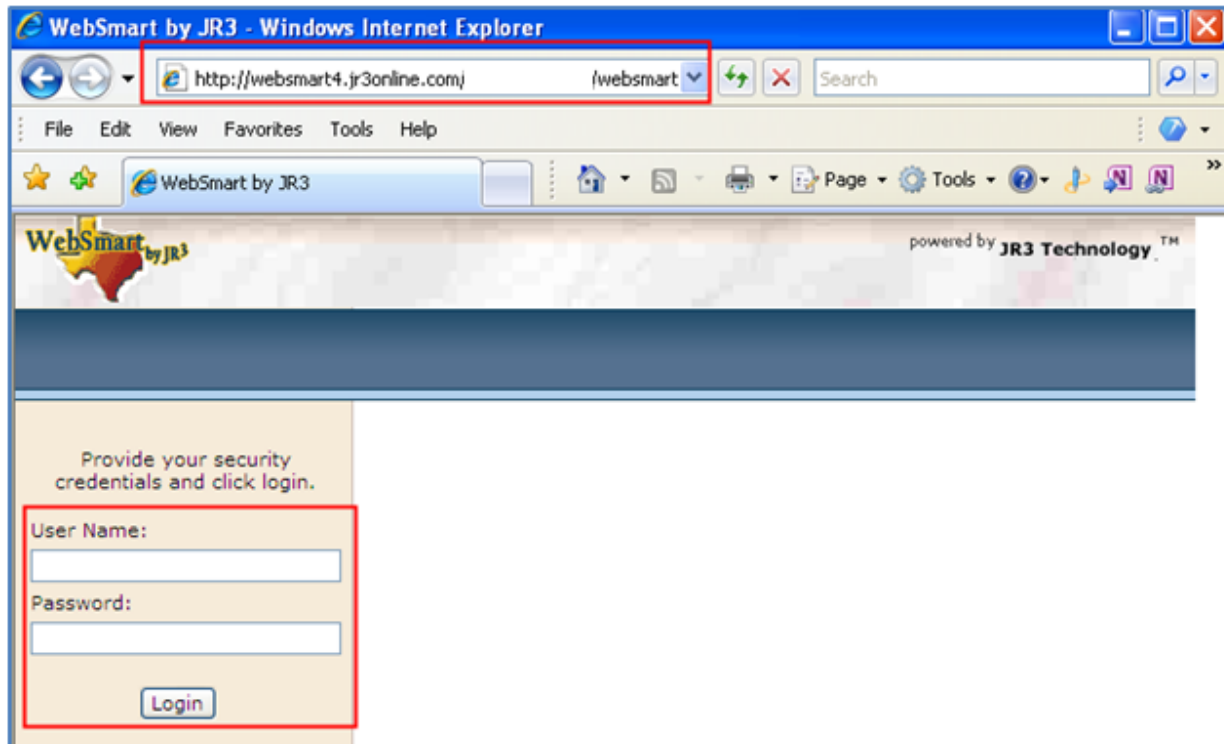 WebSmart by JR3 - Windows Internet Explorer
http://websmart4.jr3online.com/ /websmart
Search
File Edit View Favorites Tools Help
WebSmart by JR3
Page Tools
N N
»
WebSmart by JR3
powered by JR3 Technology ™
Provide your security
credentials and click login.
User Name:
Password:
Login